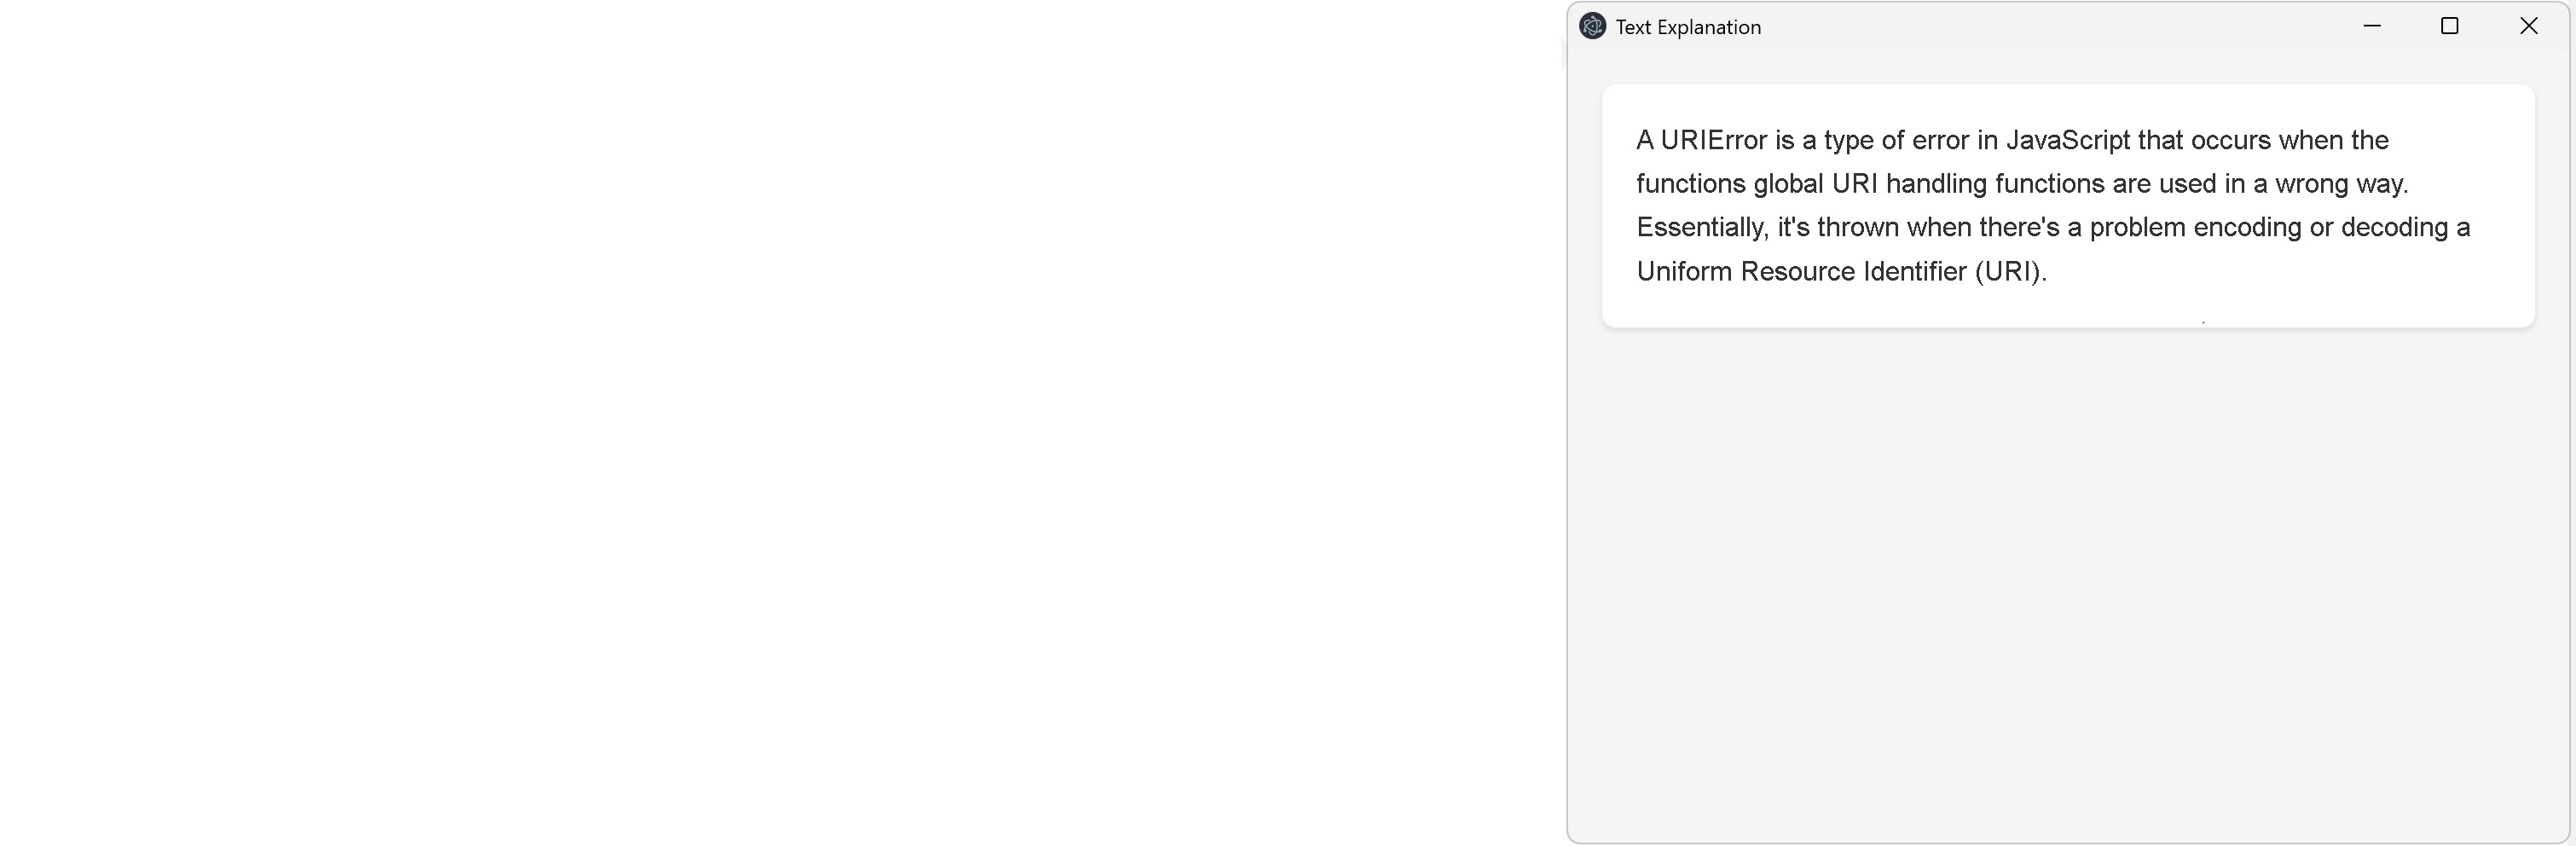 Text Explanation
A URIError is a type of error in JavaScript that occurs when the
functions global URI handling functions are used in a wrong way.
Essentially, it's thrown when there's a problem encoding or decoding a
Uniform Resource Identifier (URI).